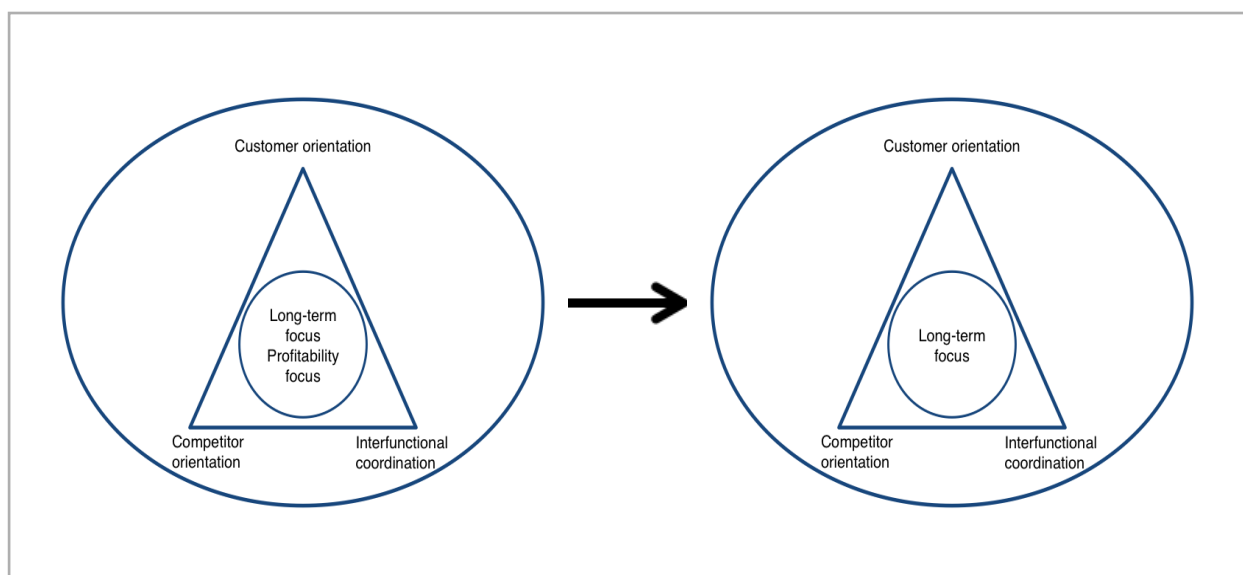 Customer orientation
Long-term
focus
Profitability
focus
Competitor
orientation
Interfunctional
coordination
Customer orientation
Long-term
focus
Competitor
orientation
Interfunctional
coordination